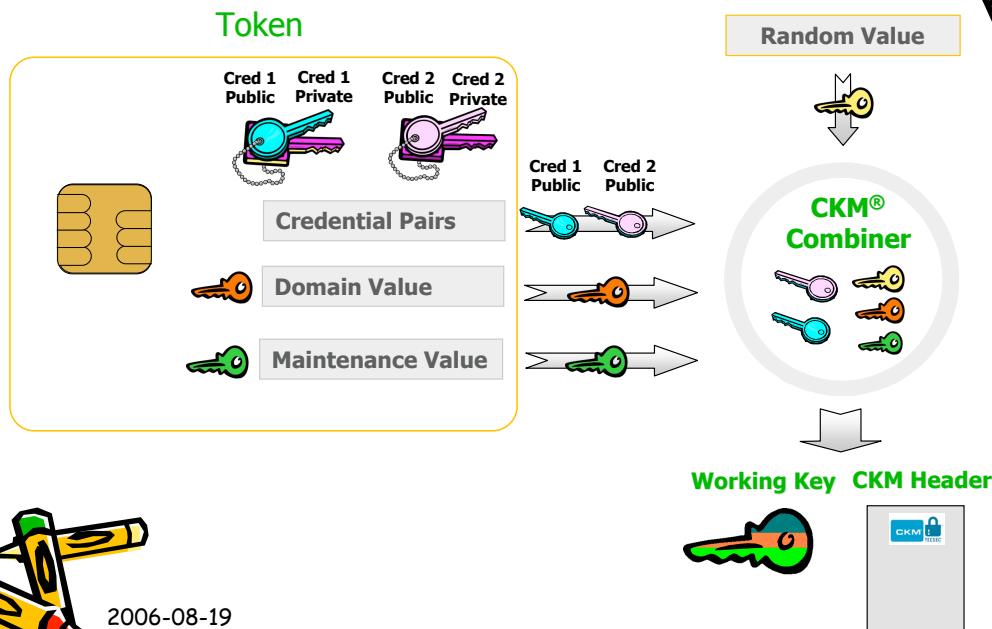 Token
Random Value
Cred 1 Public
Cred 1 Private
Cred 2 Public
Cred 2 Private
Cred 1 Public
Cred 2 Public
Credential Pairs
CKM® Combiner
Domain Value
Maintenance Value
Working Key
CKM Header
CKM
TECSEC
2006-08-19